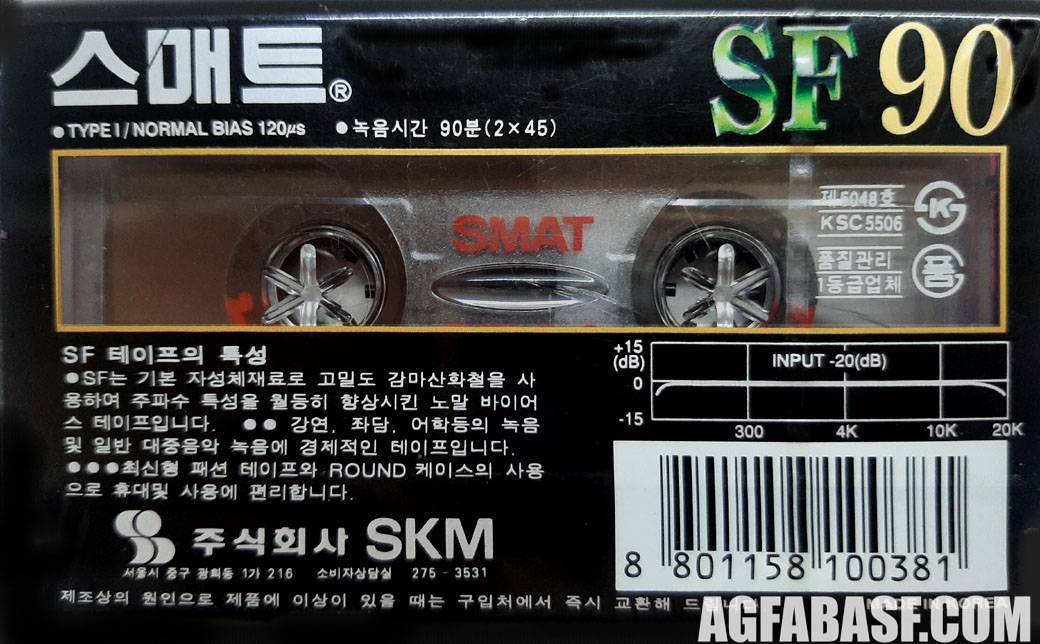 스매트®
SF 90
●TYPE I/NORMAL BIAS 120µs ●녹음시간 90분(2×45)
SMAT
제5048호
KSC5506
품질관리
1등급업체
품
SF 테이프의 특성
●SF는 기본 자성체재료로 고밀도 감마산화철을 사
용하여 주파수 특성을 월등히 향상시킨 노말 바이어
스 테이프입니다. ●● 강연, 좌담, 어학등의 녹음
및 일반 대중음악 녹음에 경제적인 테이프입니다.
●●●최신형 패션 테이프와 ROUND 케이스의 사용
으로 휴대및 사용에 편리합니다.
+15
(dB)
0
-15
INPUT -20(dB)
300 4K 10K 20K
주식회사 SKM
서울시 중구 광희동 1가 216 소비자상담실 275-3531
8 801158 100381
제조상의 원인으로 제품에 이상이 있을 때는 구입처에서 즉시 교환해 드립니다
MADE IN KOREA
AGFABASF.COM